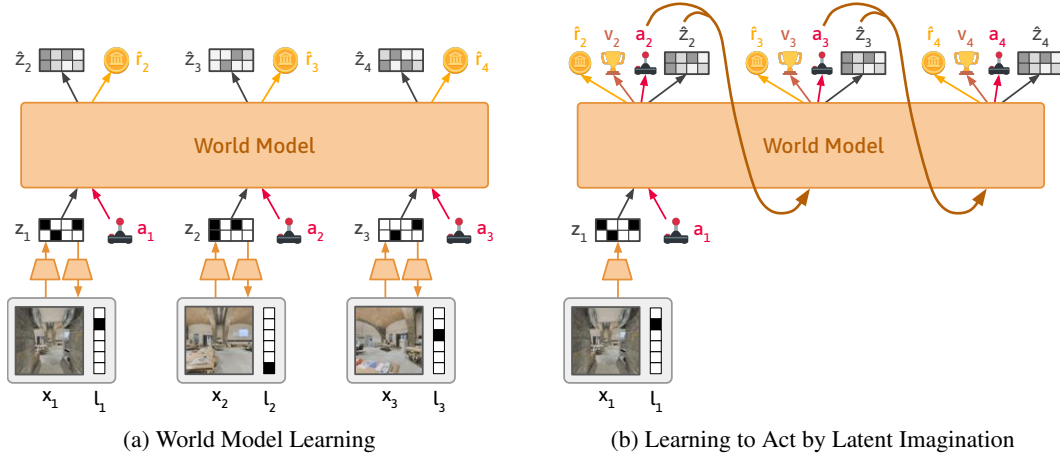 ẑ₂ r̂₂ ẑ₃ r̂₃ ẑ₄ r̂₄
World Model
z₁ a₁ z₂ a₂ z₃ a₃
x₁ l₁ x₂ l₂ x₃ l₃
(a) World Model Learning
r̂₂ v₂ a₂ ẑ₂ r̂₃ v₃ a₃ ẑ₃ r̂₄ v₄ a₄ ẑ₄
World Model
z₁ a₁
x₁ l₁
(b) Learning to Act by Latent Imagination